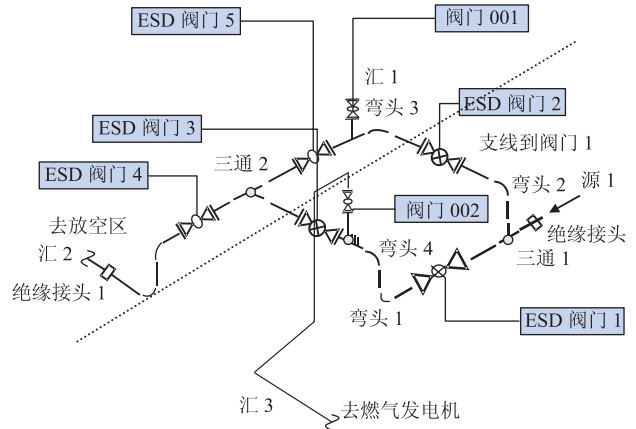 ESD 阀门 5
阀门 001
汇 1
弯头 3
ESD 阀门 2
ESD 阀门 3
支线到阀门 1
三通 2
ESD 阀门 4
弯头 2
源 1
阀门 002
去放空区
绝缘接头
汇 2
弯头 4
三通 1
绝缘接头 1
弯头 1
ESD 阀门 1
汇 3
去燃气发电机